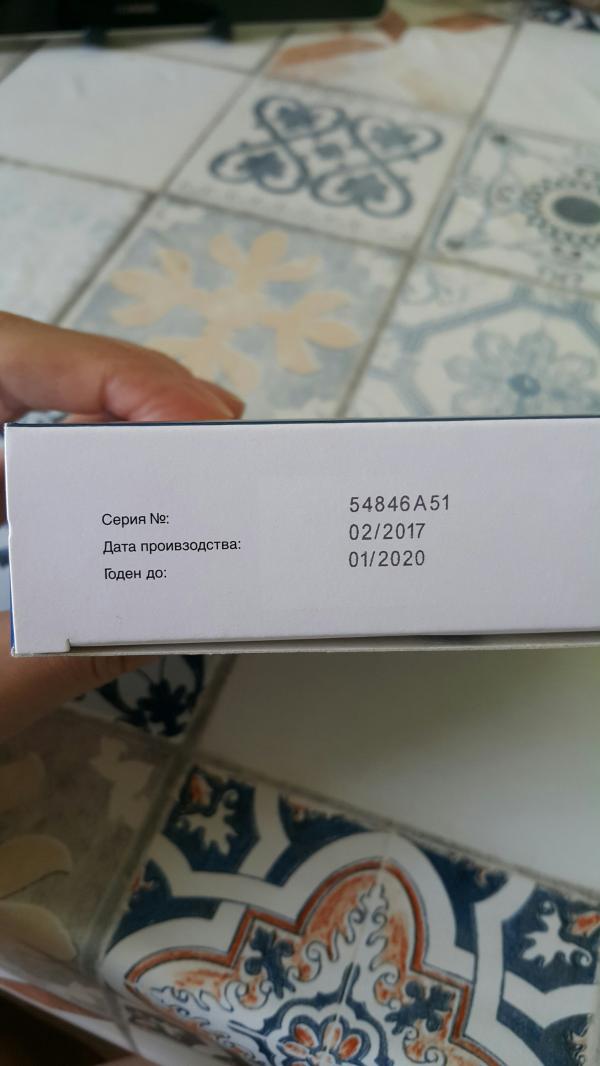 Серия №: 54846A51
Дата проивзодства: 02/2017
Годен до: 01/2020